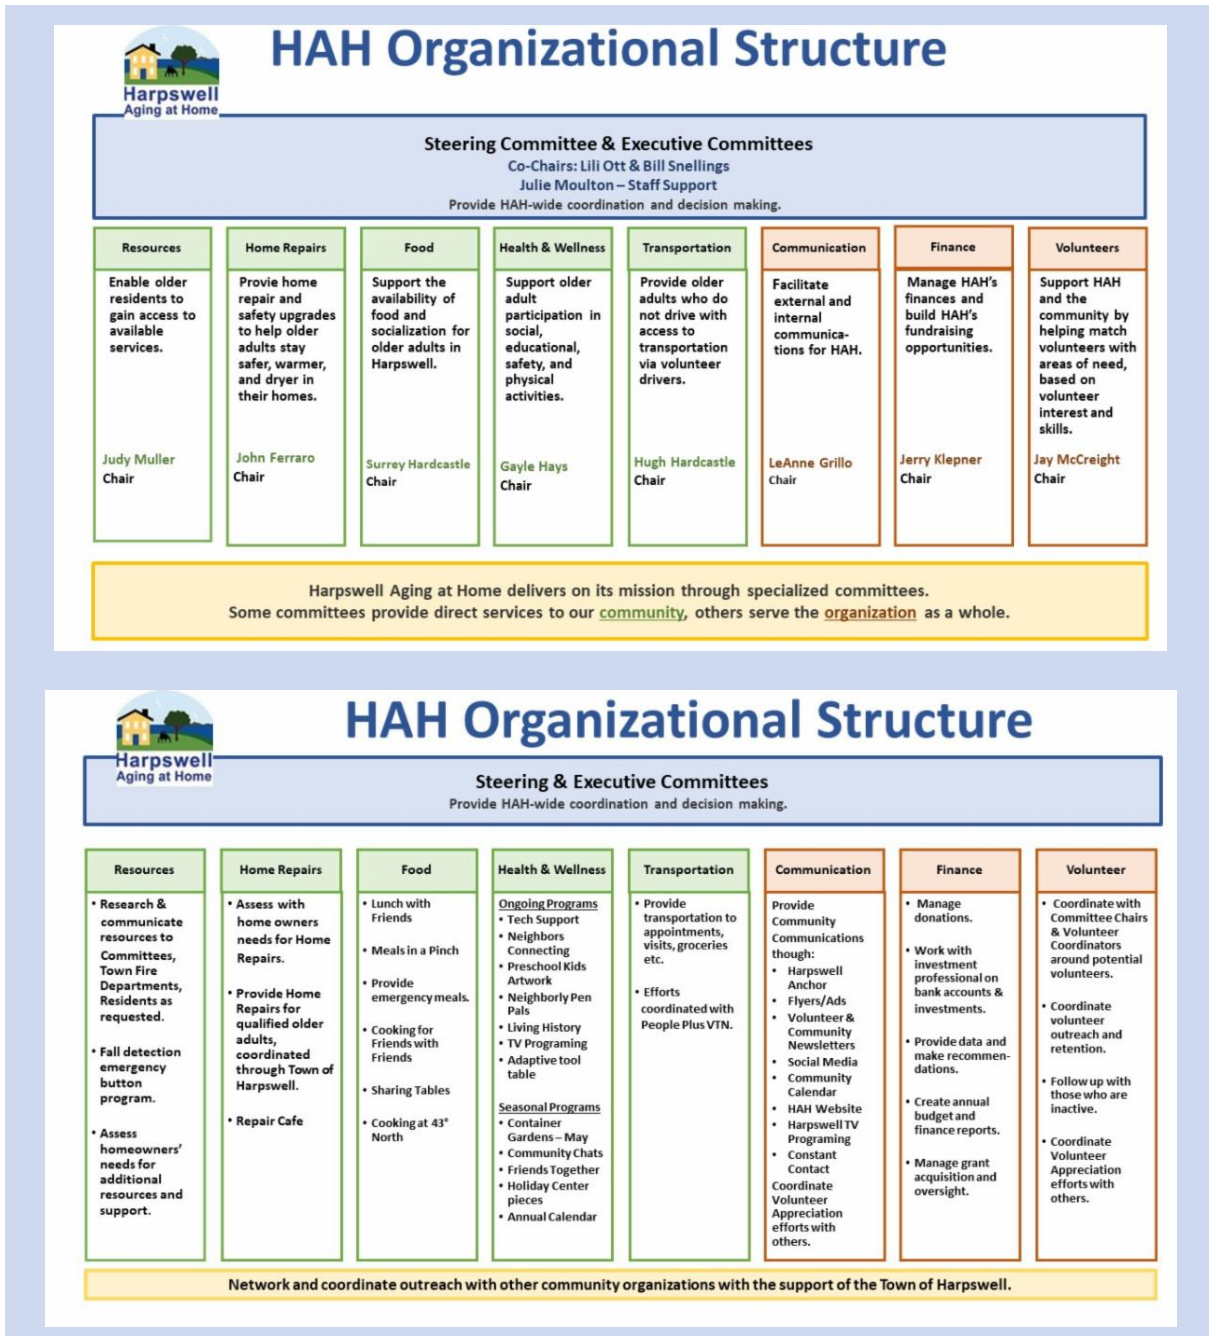 HAH Organizational Structure
Harpswell
Aging at Home
Steering Committee & Executive Committees
Co-Chairs: Lili Ott & Bill Snellings
Julie Moulton – Staff Support
Provide HAH-wide coordination and decision making.
Resources
Enable older
residents to
gain access to
available
services.
Judy Muller
Chair
Home Repairs
Provie home
repair and
safety upgrades
to help older
adults stay
safer, warmer,
and dryer in
their homes.
John Ferraro
Chair
Food
Support the
availability of
food and
socialization for
older adults in
Harpswell.
Surrey Hardcastle
Chair
Health & Wellness
Support older
adult
participation in
social,
educational,
safety, and
physical
activities.
Gayle Hays
Chair
Transportation
Provide older
adults who do
not drive with
access to
transportation
via volunteer
drivers.
Hugh Hardcastle
Chair
Communication
Facilitate
external and
internal
communica-
tions for HAH.
LeAnne Grillo
Chair
Finance
Manage HAH's
finances and
build HAH's
fundraising
opportunities.
Jerry Klepner
Chair
Volunteers
Support HAH
and the
community by
helping match
volunteers with
areas of need,
based on
volunteer
interest and
skills.
Jay McCreight
Chair
Harpswell Aging at Home delivers on its mission through specialized committees.
Some committees provide direct services to our community, others serve the organization as a whole.
HAH Organizational Structure
Harpswell
Aging at Home
Steering & Executive Committees
Provide HAH-wide coordination and decision making.
Resources
• Research &
communicate
resources to
Committees,
Town Fire
Departments,
Residents as
requested.
• Fall detection
emergency
button
program.
• Assess
homeowners'
needs for
additional
resources and
support.
Home Repairs
• Assess with
home owners
needs for Home
Repairs.
• Provide Home
Repairs for
qualified older
adults,
coordinated
through Town of
Harpswell.
• Repair Cafe
Food
• Lunch with
Friends
• Meals in a Pinch
• Provide
emergency meals.
• Cooking for
Friends with
Friends
• Sharing Tables
• Cooking at 43°
North
Health & Wellness
Ongoing Programs
• Tech Support
• Neighbors
Connecting
• Preschool Kids
Artwork
• Neighborly Pen
Pals
• Living History
• TV Programing
• Adaptive tool
table
Seasonal Programs
• Container
Gardens – May
• Community Chats
• Friends Together
• Holiday Center
pieces
• Annual Calendar
Transportation
• Provide
transportation to
appointments,
visits, groceries
etc.
• Efforts
coordinated with
People Plus VTN.
Communication
Provide
Community
Communications
though:
• Harpswell
Anchor
• Flyers/Ads
• Volunteer &
Community
Newsletters
• Social Media
• Community
Calendar
• HAH Website
• Harpswell TV
Programing
• Constant
Contact
Coordinate
Volunteer
Appreciation
efforts with
others.
Finance
• Manage
donations.
• Work with
investment
professional on
bank accounts &
investments.
• Provide data and
make recommen-
dations.
• Create annual
budget and
finance reports.
• Manage grant
acquisition and
oversight.
Volunteer
• Coordinate with
Committee Chairs
& Volunteer
Coordinators
around potential
volunteers.
• Coordinate
volunteer
outreach and
retention.
• Follow up with
those who are
inactive.
• Coordinate
Volunteer
Appreciation
efforts with
others.
Network and coordinate outreach with other community organizations with the support of the Town of Harpswell.